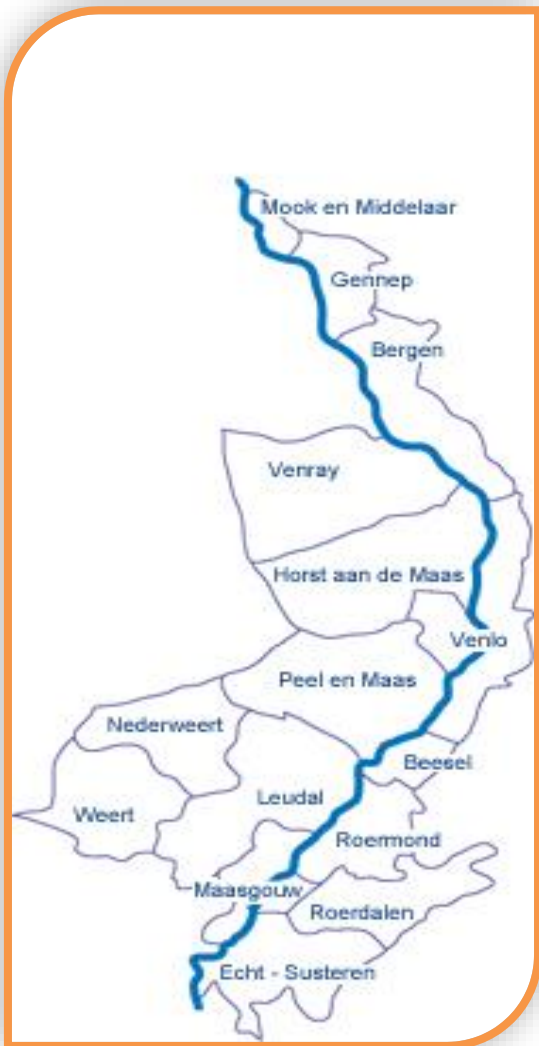 Mook en Middelaar
Gennep
Bergen
Venray
Horst aan de Maas
Venlo
Peel en Maas
Nederweert
Beesel
Leudal
Weert
Roermond
Maasgouw
Roerdalen
Echt - Susteren